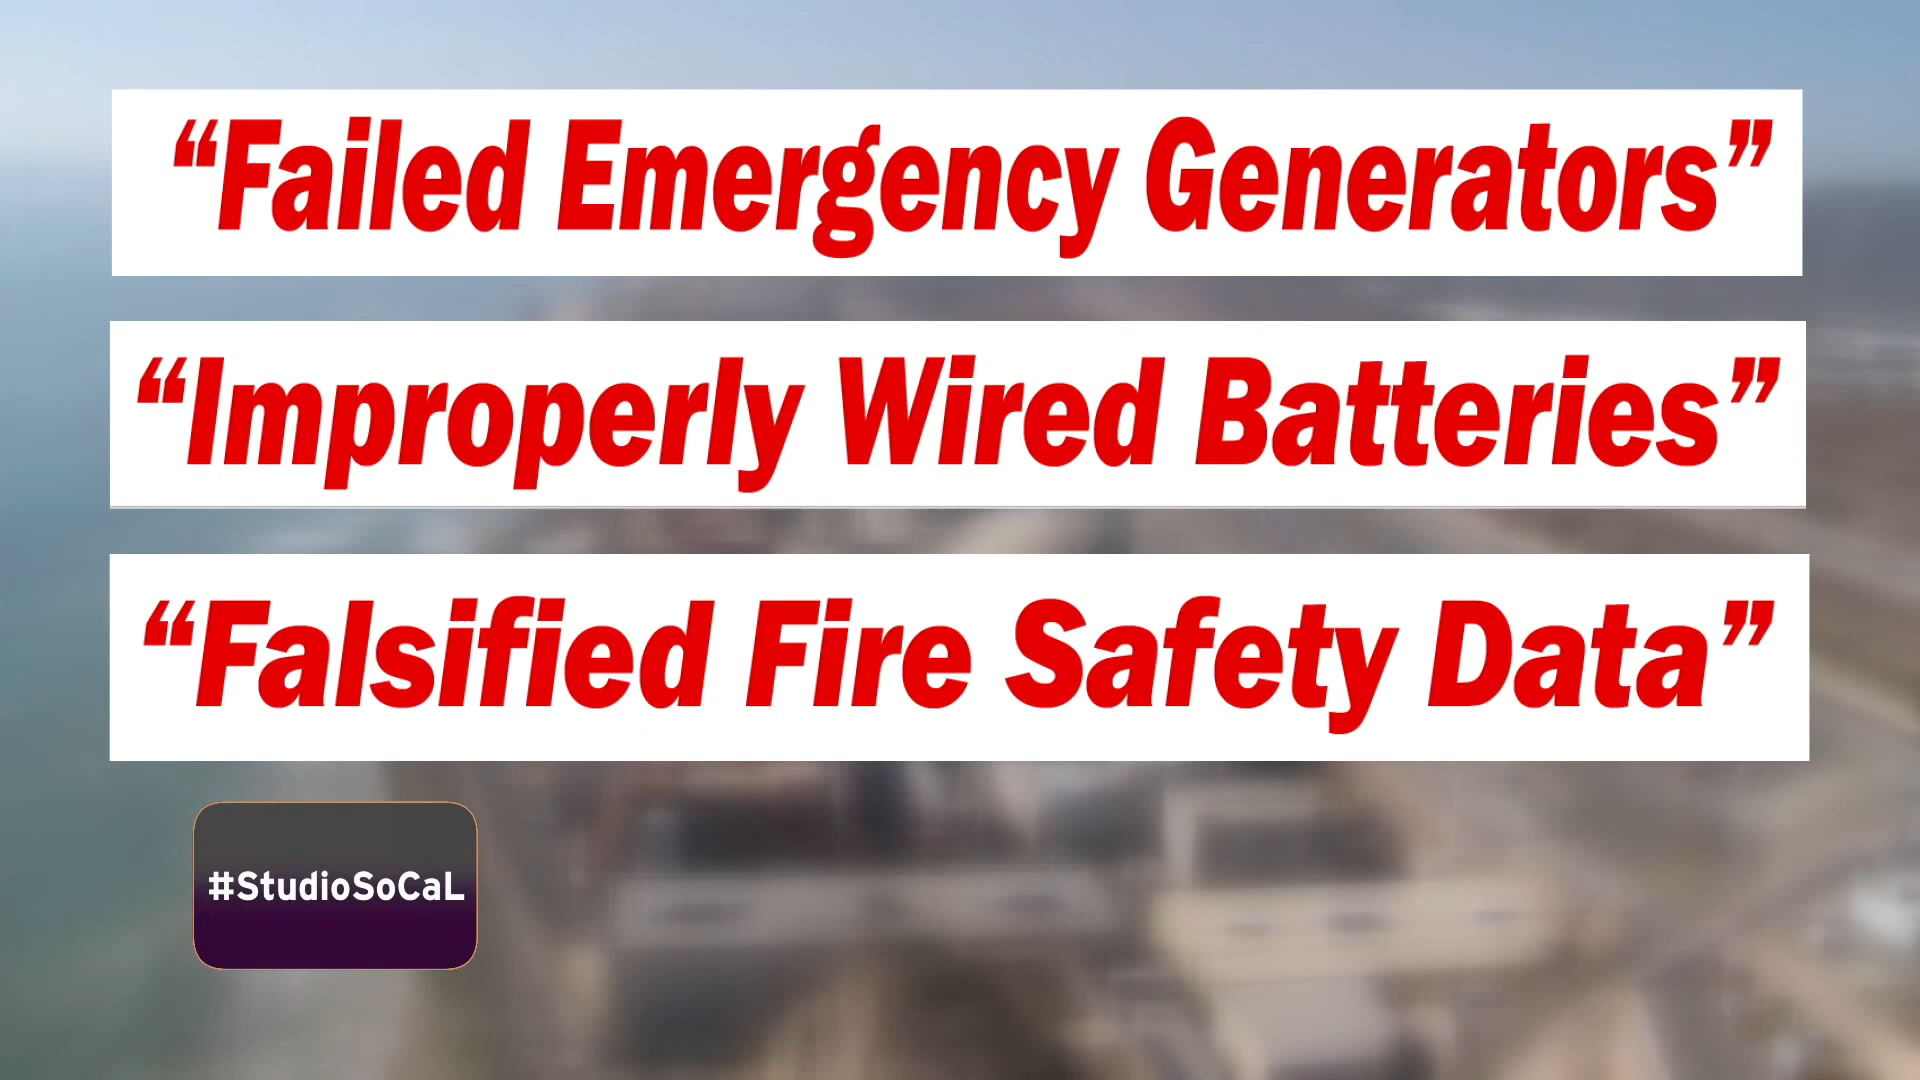 “Failed Emergency Generators”
“Improperly Wired Batteries”
“Falsified Fire Safety Data”
#StudioSoCaL